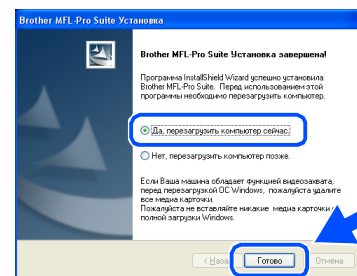 Brother MFL-Pro Suite Установка
Brother MFL-Pro Suite Установка завершена!
Программа InstallShield Wizard успешно установила
Brother MFL-Pro Suite. Перед использованием этой
программы необходимо перезагрузить компьютер.
Да, перезагрузить компьютер сейчас.
Нет, перезагрузить компьютер позже.
Если Ваша машина обладает функцией видеозахвата,
перед перезагрузкой ОС Windows, пожалуйста удалите
все медиа карточки.
Пожалуйста не вставляйте никакие медиа карточки
полной загрузки Windows.
Готово
Отмена